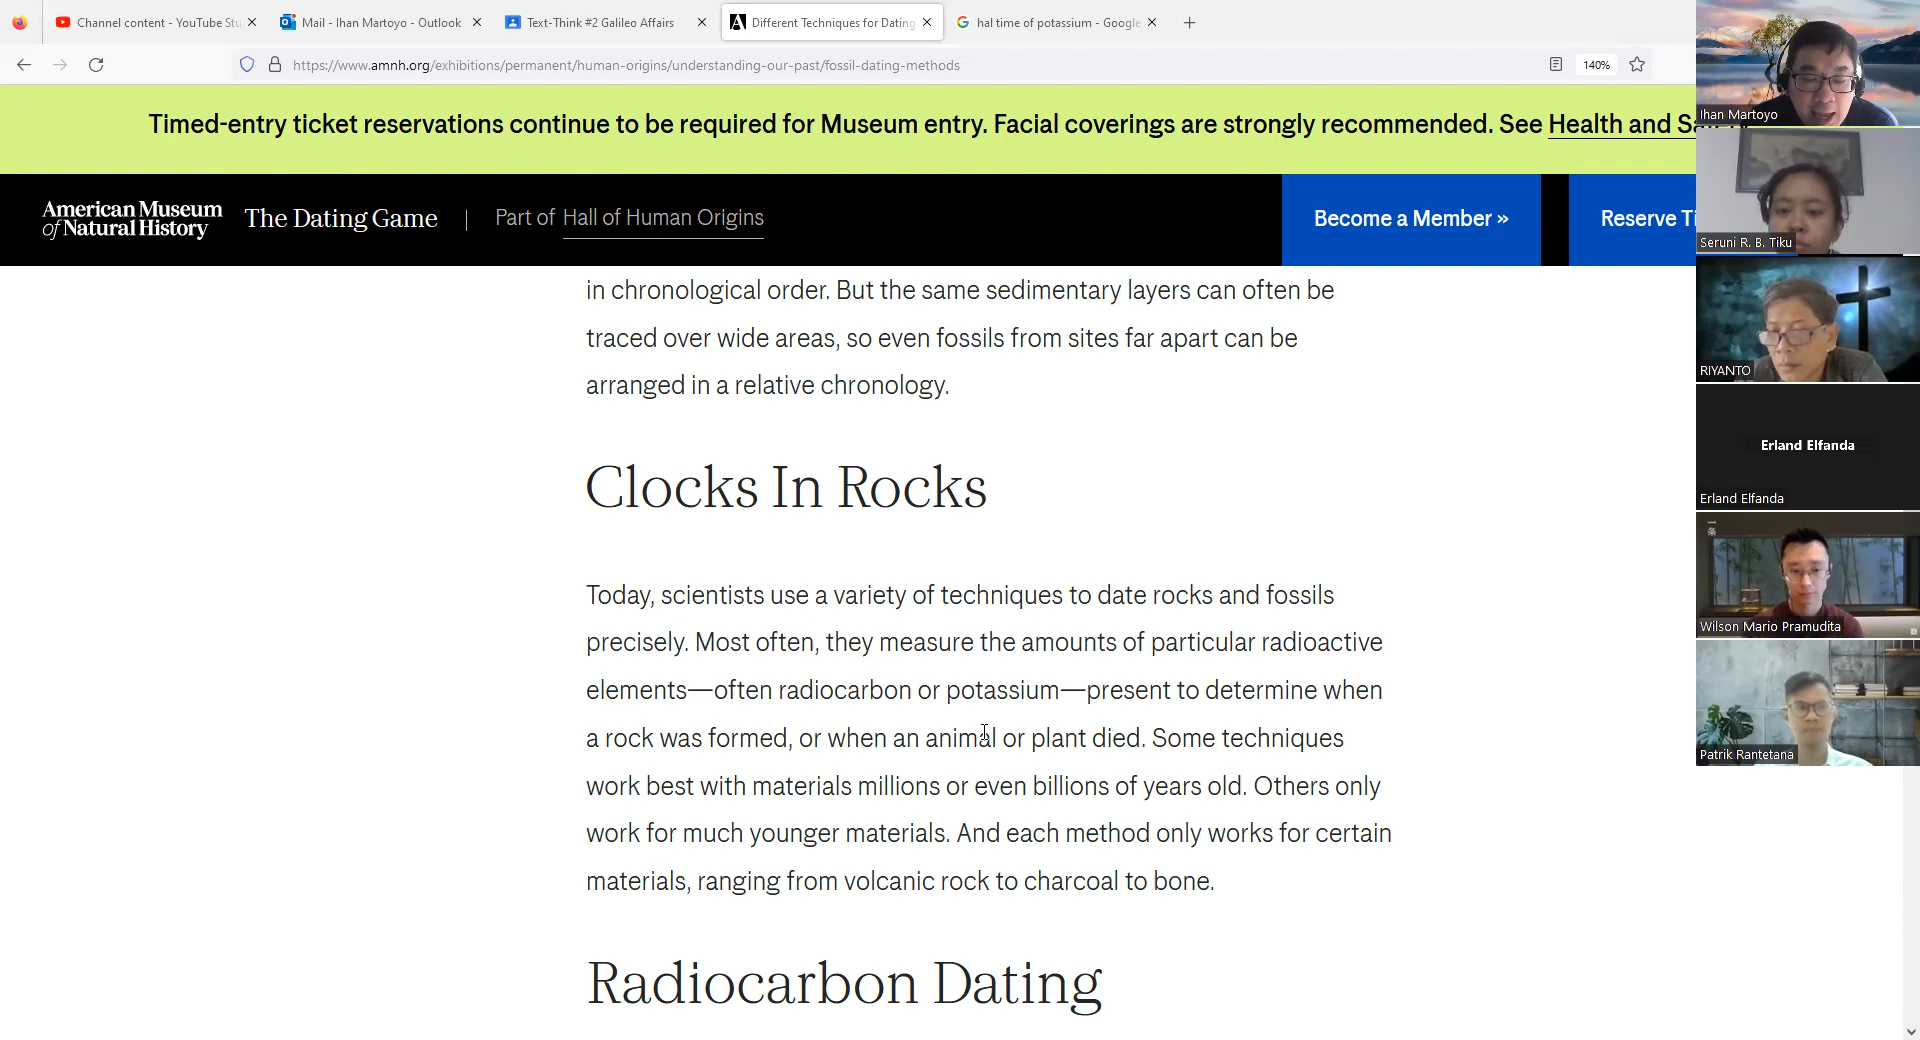 Channel content - YouTube Stu
Mail - Ihan Martoyo - Outlook
Text-Think #2 Galileo Affairs
Different Techniques for Dating
hal time of potassium - Google
https://www.amnh.org/exhibitions/permanent/human-origins/understanding-our-past/fossil-dating-methods
140%
Timed-entry ticket reservations continue to be required for Museum entry. Facial coverings are strongly recommended. See Health and
American Museum
of Natural History
The Dating Game
Part of Hall of Human Origins
Become a Member »
Reserve Ti
in chronological order. But the same sedimentary layers can often be
traced over wide areas, so even fossils from sites far apart can be
arranged in a relative chronology.
Clocks In Rocks
Today, scientists use a variety of techniques to date rocks and fossils
precisely. Most often, they measure the amounts of particular radioactive
elements—often radiocarbon or potassium—present to determine when
a rock was formed, or when an animal or plant died. Some techniques
work best with materials millions or even billions of years old. Others only
work for much younger materials. And each method only works for certain
materials, ranging from volcanic rock to charcoal to bone.
Radiocarbon Dating
Ihan Martoyo
Seruni R. B. Tiku
RIYANTO
Erland Elfanda
Erland Elfanda
一条
Wilson Mario Pramudita
Patrik Rantetana